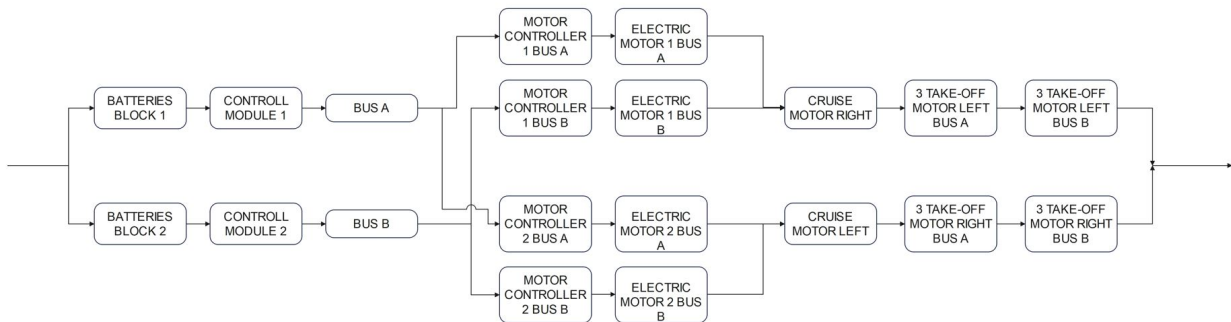 MOTOR
CONTROLLER
1 BUS A
ELECTRIC
MOTOR 1 BUS
A
BATTERIES
BLOCK 1
CONTROLL
MODULE 1
BUS A
MOTOR
CONTROLLER
1 BUS B
ELECTRIC
MOTOR 1 BUS
B
CRUISE
MOTOR RIGHT
3 TAKE-OFF
MOTOR LEFT
BUS A
3 TAKE-OFF
MOTOR LEFT
BUS B
BATTERIES
BLOCK 2
CONTROLL
MODULE 2
BUS B
MOTOR
CONTROLLER
2 BUS A
ELECTRIC
MOTOR 2 BUS
A
CRUISE
MOTOR LEFT
3 TAKE-OFF
MOTOR RIGHT
BUS A
3 TAKE-OFF
MOTOR RIGHT
BUS B
MOTOR
CONTROLLER
2 BUS B
ELECTRIC
MOTOR 2 BUS
B